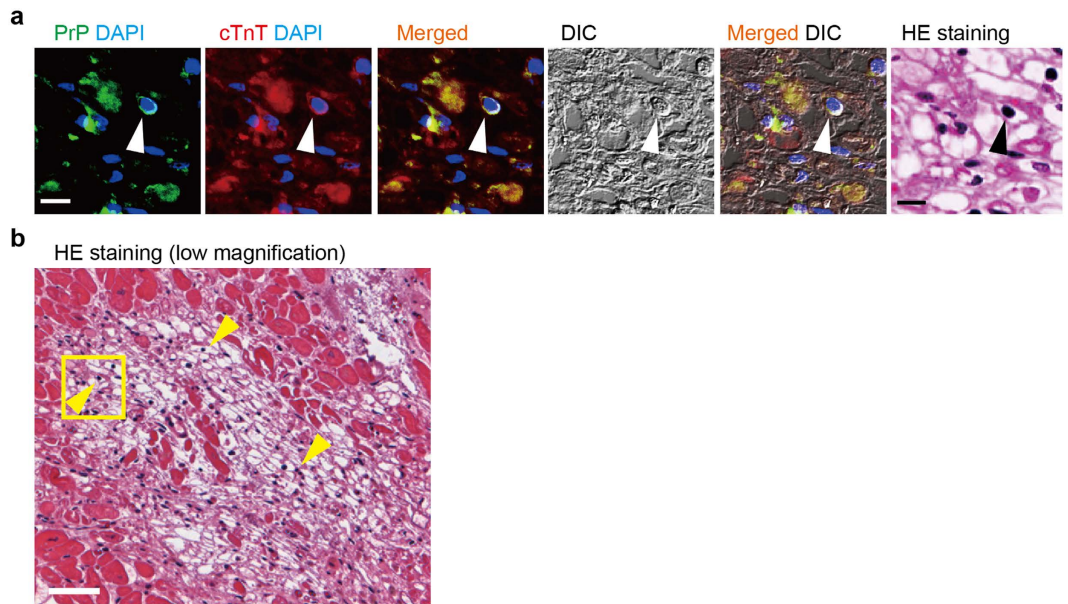 a
PrP DAPI
cTnT DAPI
Merged
DIC
Merged DIC
HE staining
b
HE staining (low magnification)